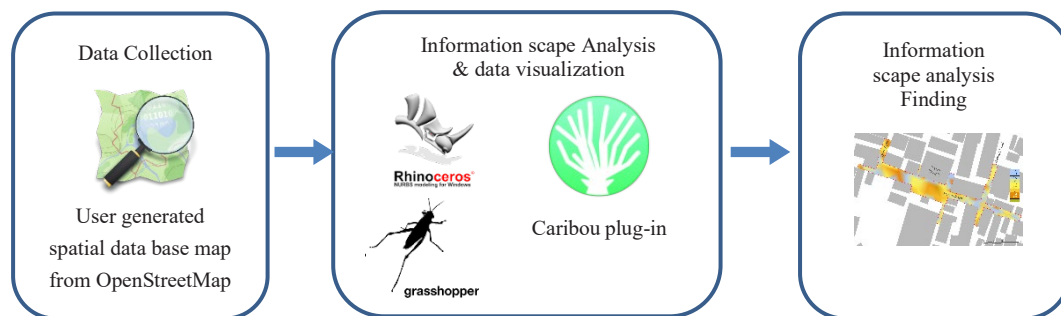 Data Collection
User generated
spatial data base map
from OpenStreetMap
Information scape Analysis
& data visualization
Rhinoceros®
NURBS modeling for Windows
grasshopper
Caribou plug-in
Information
scape analysis
Finding